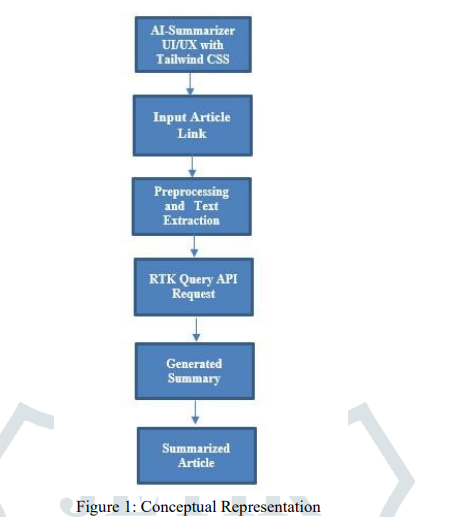 AI-Summarizer
UI/UX with
Tailwind CSS
Input Article
Link
Preprocessing
and Text
Extraction
RTK Query API
Request
Generated
Summary
Summarized
Article
Figure 1: Conceptual Representation